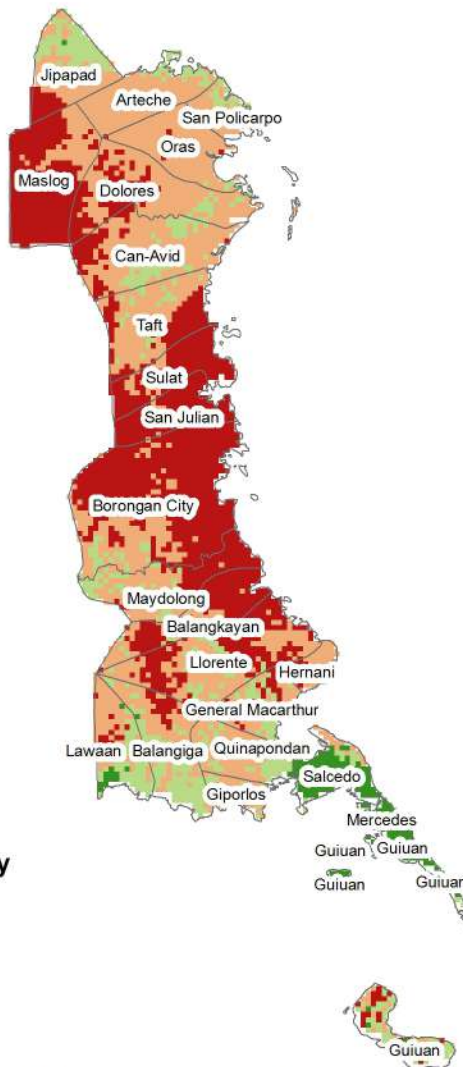 Jipapad
Arteche
San Policarpo
Oras
Maslog
Dolores
Can-Avid
Taft
Sulat
San Julian
Borongan City
Maydolong
Balangkayan
Llorente
Hernani
General Macarthur
Lawaan
Balangiga
Quinapondan
Salcedo
Giporlos
Mercedes
Guiuan
Guiuan
Guiuan
Guiuan
y
Guiuan